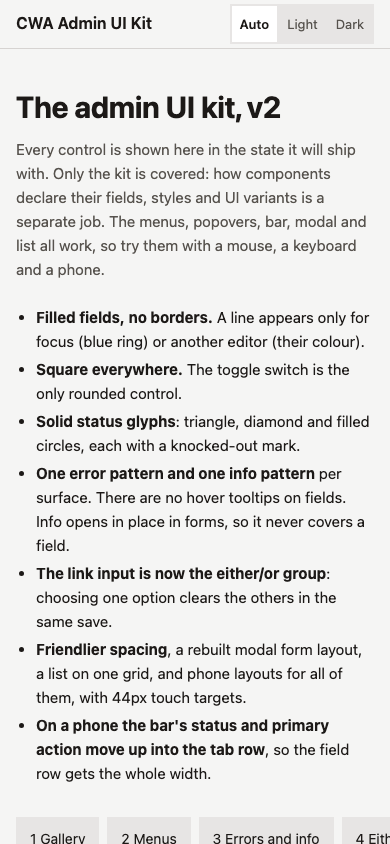 CWA Admin UI Kit
Auto Light Dark
The admin UI kit, v2
Every control is shown here in the state it will ship
with. Only the kit is covered: how components
declare their fields, styles and UI variants is a
separate job. The menus, popovers, bar, modal and
list all work, so try them with a mouse, a keyboard
and a phone.
• Filled fields, no borders. A line appears only for
focus (blue ring) or another editor (their colour).
• Square everywhere. The toggle switch is the
only rounded control.
• Solid status glyphs: triangle, diamond and filled
circles, each with a knocked-out mark.
• One error pattern and one info pattern per
surface. There are no hover tooltips on fields.
Info opens in place in forms, so it never covers a
field.
• The link input is now the either/or group:
choosing one option clears the others in the
same save.
• Friendlier spacing, a rebuilt modal form layout,
a list on one grid, and phone layouts for all of
them, with 44px touch targets.
• On a phone the bar's status and primary
action move up into the tab row, so the field
row gets the whole width.
1 Gallery 2 Menus 3 Errors and info 4 Eith